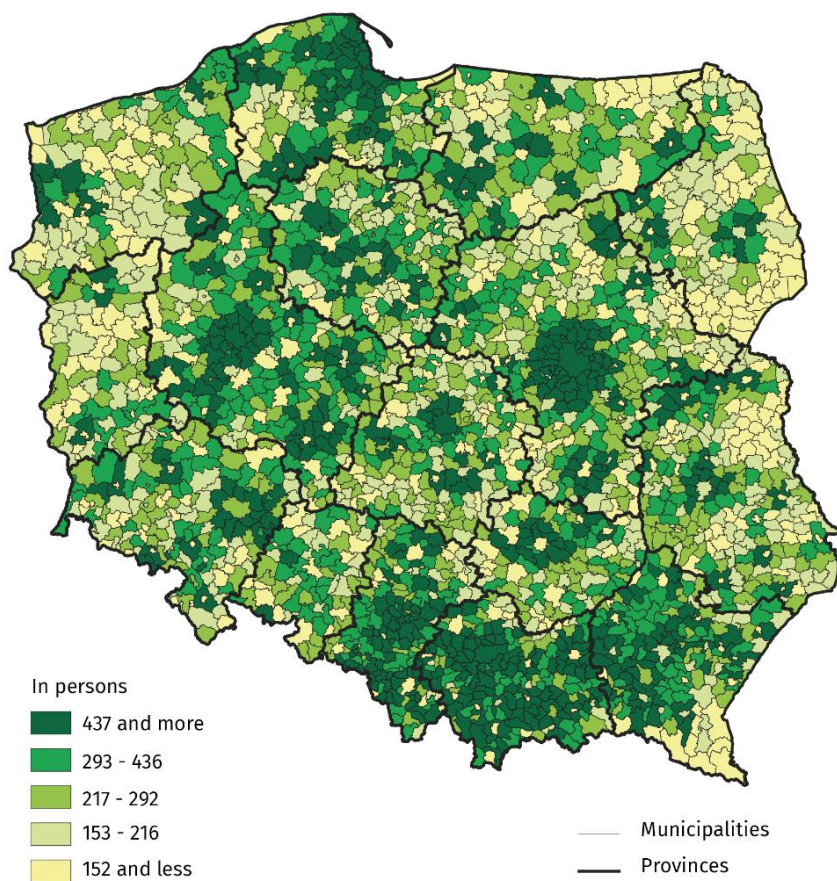 In persons
437 and more
293 - 436
217 - 292
153 - 216
152 and less
Municipalities
Provinces